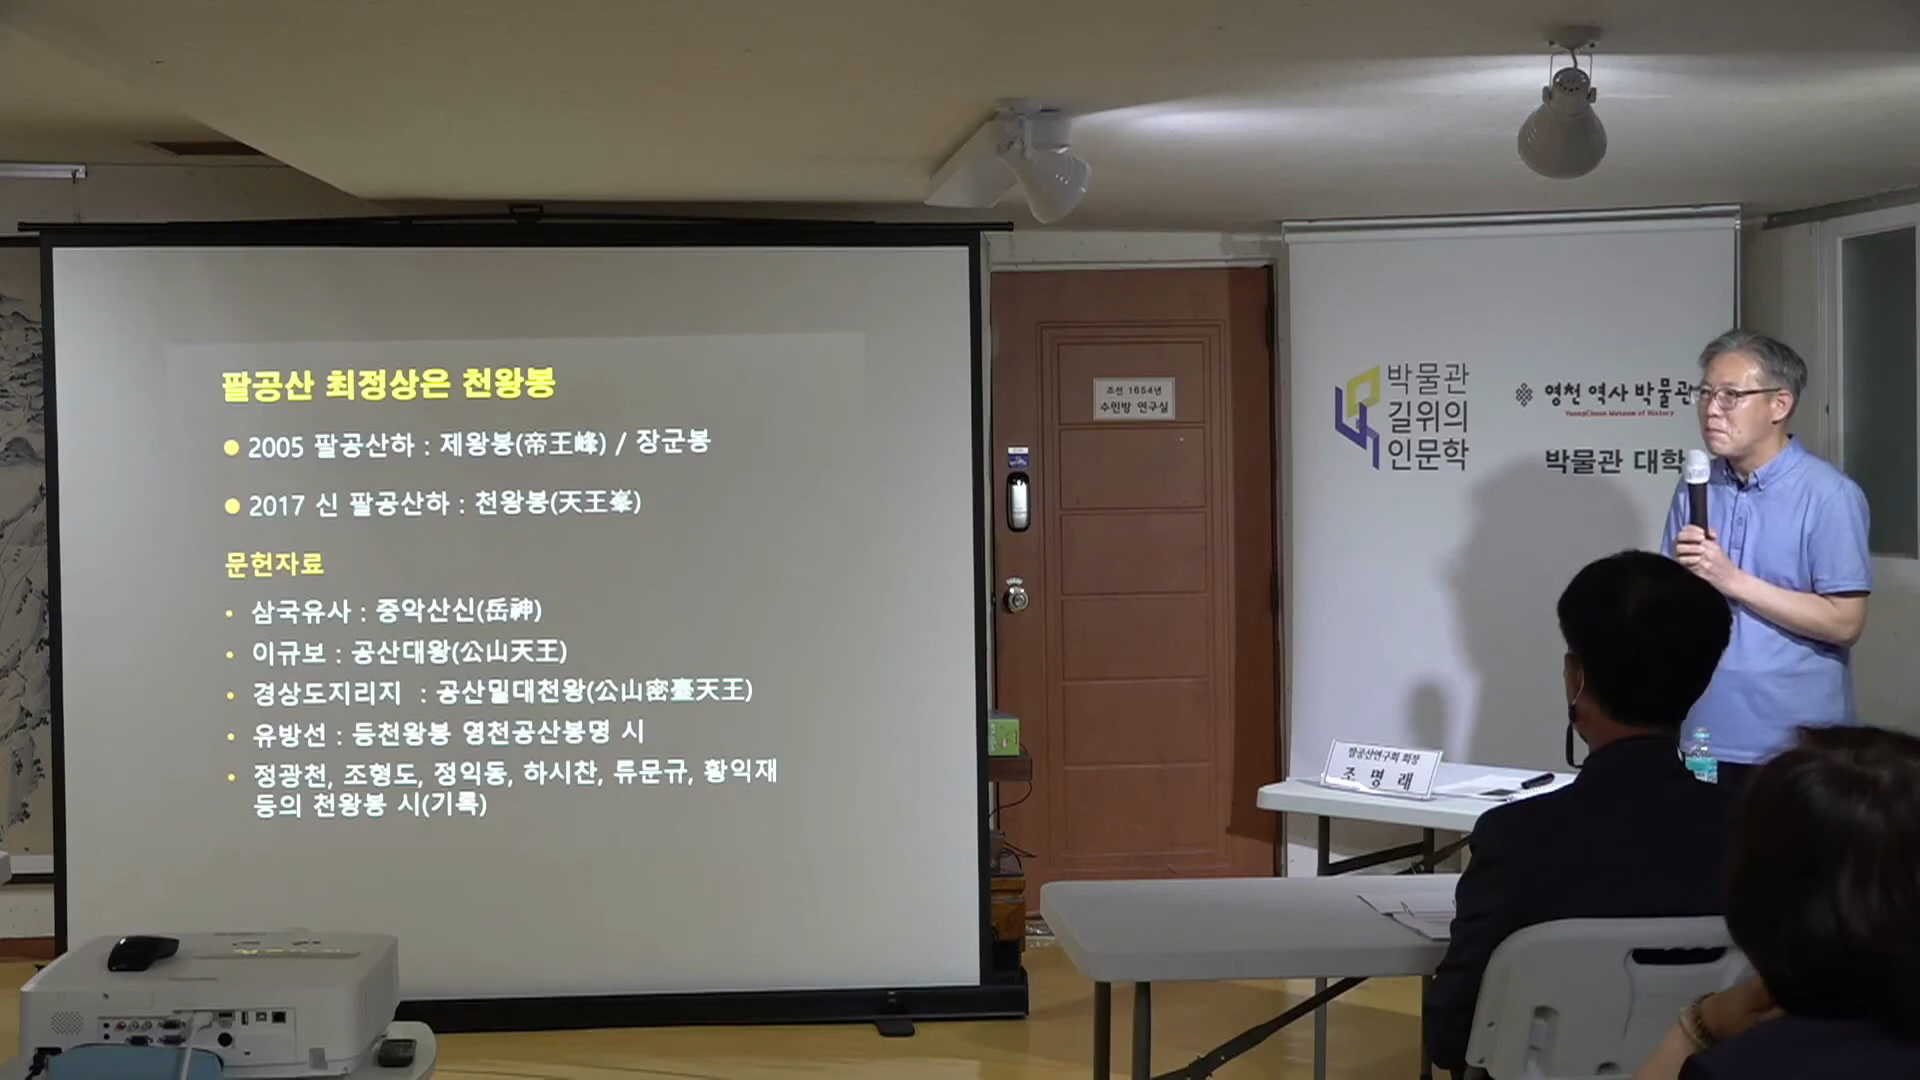 팔공산 최정상은 천왕봉
● 2005 팔공산하 : 제왕봉(帝王峰) / 장군봉
● 2017 신 팔공산하 : 천왕봉(天王峯)
문헌자료
• 삼국유사 : 중악산신(岳神)
• 이규보 : 공산대왕(公山天王)
• 경상도지리지 : 공산밀대천왕(公山密臺天王)
• 유방선 : 등천왕봉 영천공산봉명 시
• 정광천, 조형도, 정익동, 하시찬, 류문규, 황익재
등의 천왕봉 시(기록)
조선 1654년
수민방 연구실
박물관
길위의
인문학
영천 역사 박물관
YeongCheon Museum of History
박물관 대학
팔공산연구회 회장
조 명 래